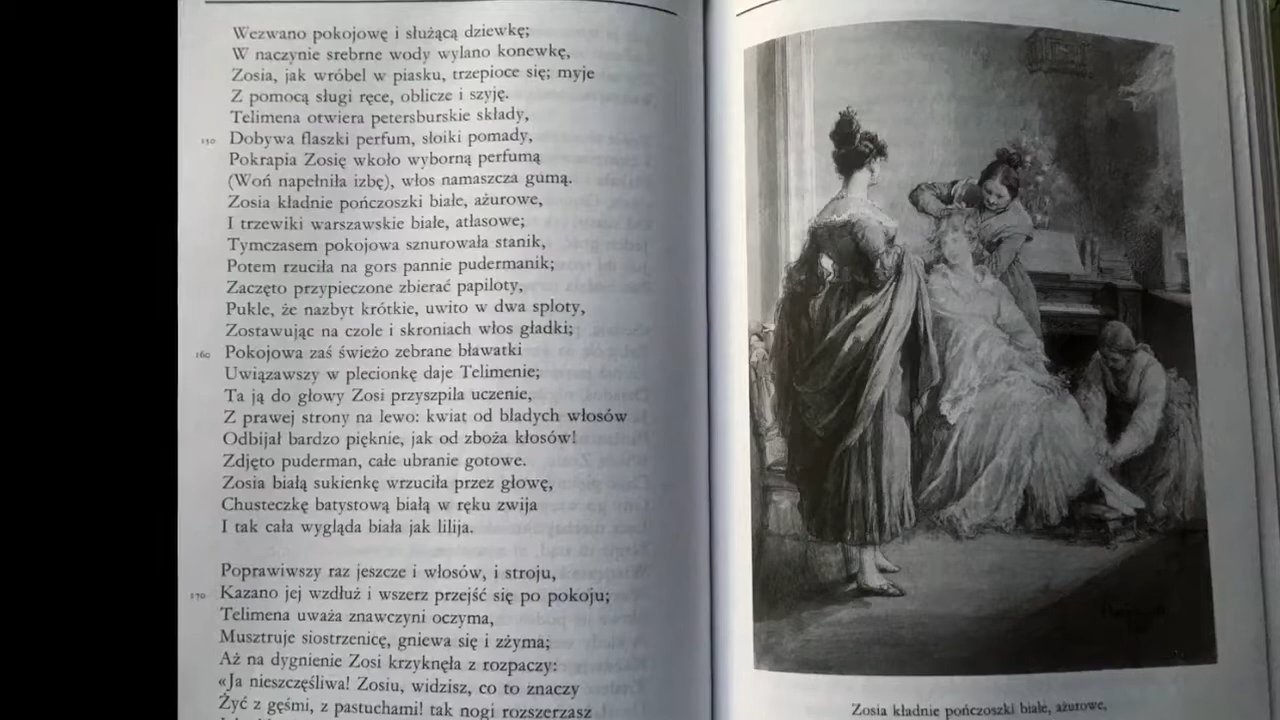 Wezwano pokojowę i służącą dziewkę;
W naczynie srebrne wody wylano konewkę,
Zosia, jak wróbel w piasku, trzepioce się; myje
Z pomocą sługi ręce, oblicze i szyję.
Telimena otwiera petersburskie składy,
150 Dobywa flaszki perfum, słoiki pomady,
Pokrapia Zosię wkoło wyborną perfumą
(Woń napełniła izbę), włos namaszcza gumą.
Zosia kładnie pończoszki białe, ażurowe,
I trzewiki warszawskie białe, atłasowe;
Tymczasem pokojowa sznurowała stanik,
Potem rzuciła na gors pannie pudermanik;
Zaczęto przypieczone zbierać papiloty,
Pukle, że nazbyt krótkie, uwito w dwa sploty,
Zostawując na czole i skroniach włos gładki;
160 Pokojowa zaś świeżo zebrane bławatki
Uwiązawszy w plecionkę daje Telimenie;
Ta ją do głowy Zosi przyszpila uczenie,
Z prawej strony na lewo: kwiat od bladych włosów
Odbijał bardzo pięknie, jak od zboża kłosów!
Zdjęto puderman, całe ubranie gotowe.
Zosia białą sukienkę wrzuciła przez głowę,
Chusteczkę batystową białą w ręku zwija
I tak cała wygląda biała jak lilija.
Poprawiwszy raz jeszcze i włosów, i stroju,
170 Kazano jej wzdłuż i wszerz przejść się po pokoju;
Telimena uważa znawczyni oczyma,
Musztruje siostrzenicę, gniewa się i zżyma;
Aż na dygnienie Zosi krzyknęła z rozpaczy:
«Ja nieszczęśliwa! Zosiu, widzisz, co to znaczy
Żyć z gęśmi, z pastuchami! tak nogi rozszerzasz
Zosia kładnie pończoszki białe, ażurowe,